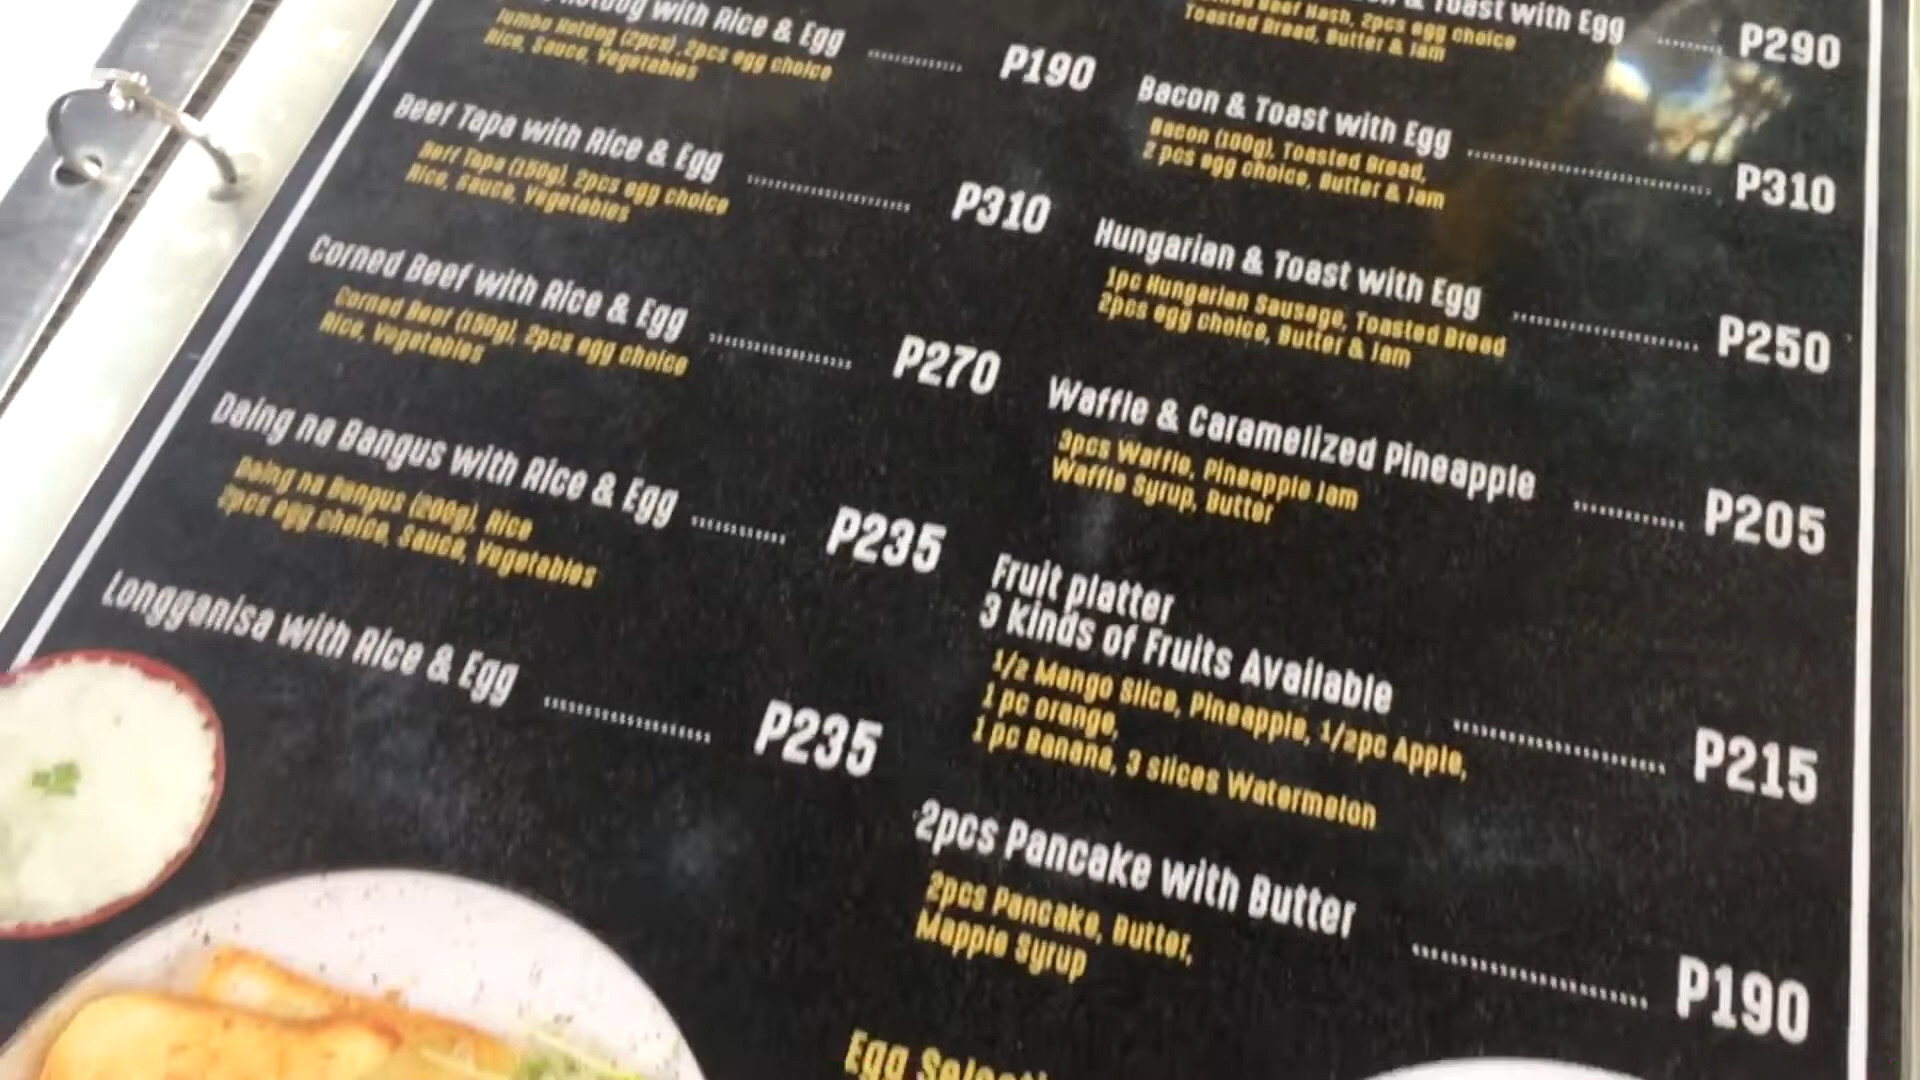 with Rice & Egg
P190
Jumbo Hotdog (2pcs), 2pcs egg choice
Rice, Sauce, Vegetables
Beef Tapa with Rice & Egg
P310
Beff Tapa (150g), 2pcs egg choice
Rice, Sauce, Vegetables
Corned Beef with Rice & Egg
P270
Corned Beef (150g), 2pcs egg choice
Rice, Vegetables
Daing na Bangus with Rice & Egg
P235
Daing na Bangus (200g), Rice
2pcs egg choice, Sauce, Vegetables
Longganisa with Rice & Egg
P235
& Toast with Egg
P290
Beef Hash, 2pcs egg choice
Toasted Bread, Butter & Jam
Bacon & Toast with Egg
P310
Bacon (100g), Toasted Bread,
2 pcs egg choice, Butter & Jam
Hungarian & Toast with Egg
P250
1pc Hungarian Sausage, Toasted Bread
2pcs egg choice, Butter & Jam
Waffle & Caramelized Pineapple
P205
3pcs Waffle, Pineapple Jam
Waffle Syrup, Butter
Fruit platter
3 Kinds of Fruits Available
P215
1/2 Mango Slice, Pineapple, 1/2pc Apple,
1 pc orange,
1 pc Banana, 3 slices Watermelon
2pcs Pancake with Butter
P190
2pcs Pancake, Butter,
Mapple Syrup
Egg